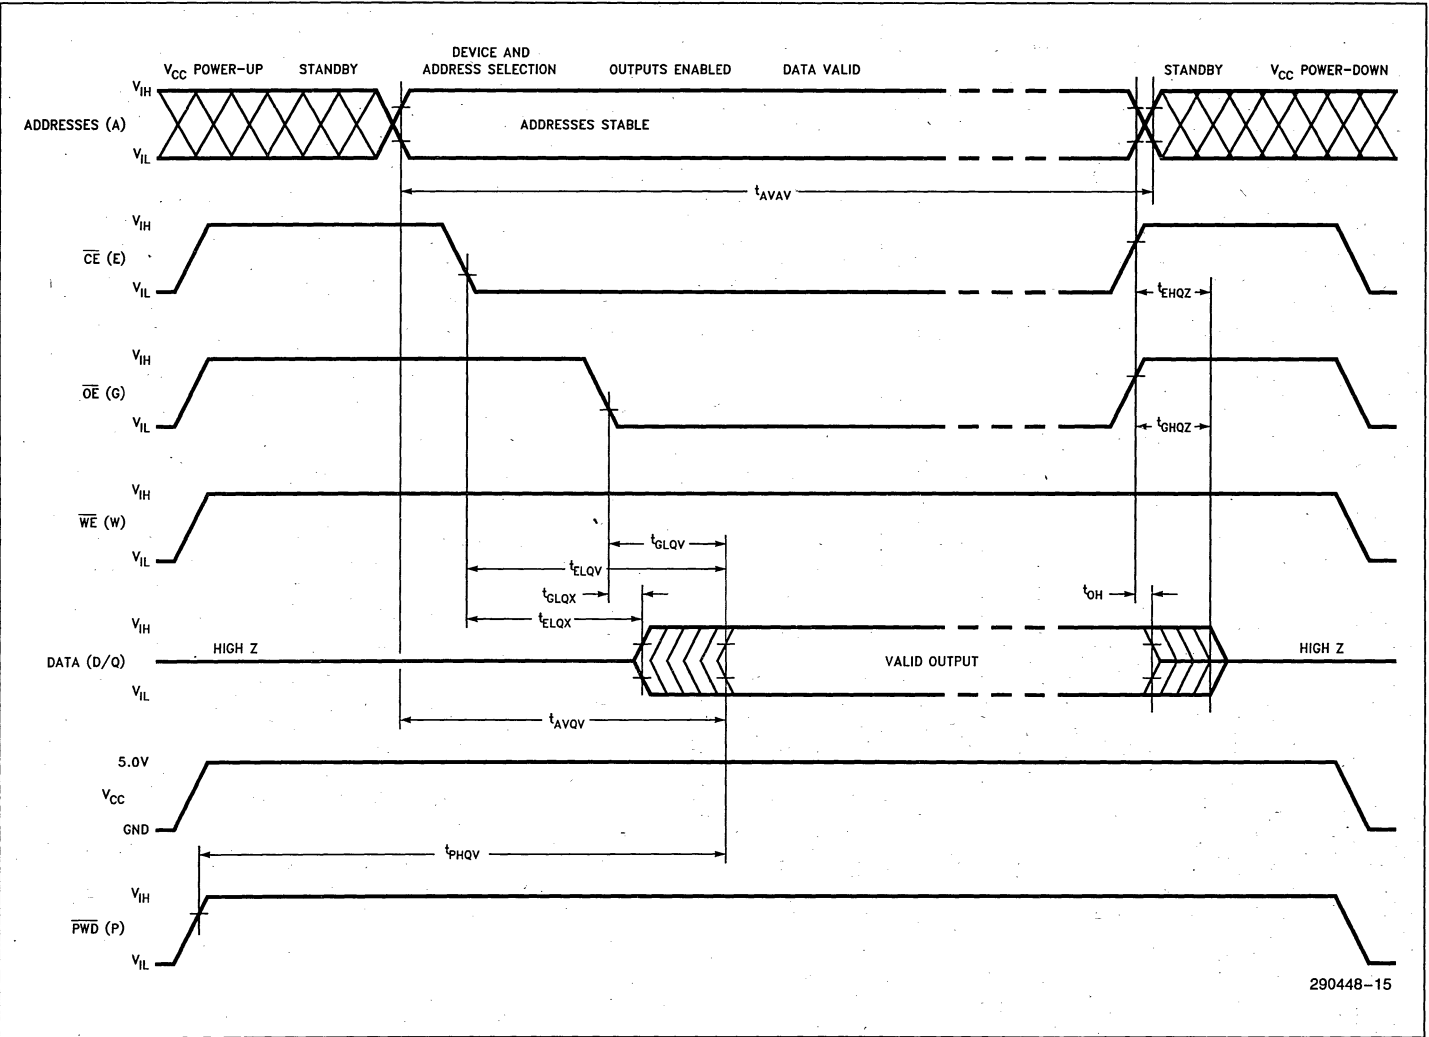 DEVICE AND
VCC POWER-UP STANDBY ADDRESS SELECTION OUTPUTS ENABLED DATA VALID STANDBY VCC POWER-DOWN
VIH
ADDRESSES (A) ADDRESSES STABLE
VIL
tAVAV
VIH
CE (E)
VIL
tEHQZ
VIH
OE (G)
VIL
tGHQZ
VIH
WE (W)
VIL
tGLQV
tELQV
tGLQX tOH
tELQX
VIH
HIGH Z HIGH Z
DATA (D/Q) VALID OUTPUT
VIL
tAVQV
5.0V
VCC
GND
tPHQV
VIH
PWD (P)
VIL
290448-15